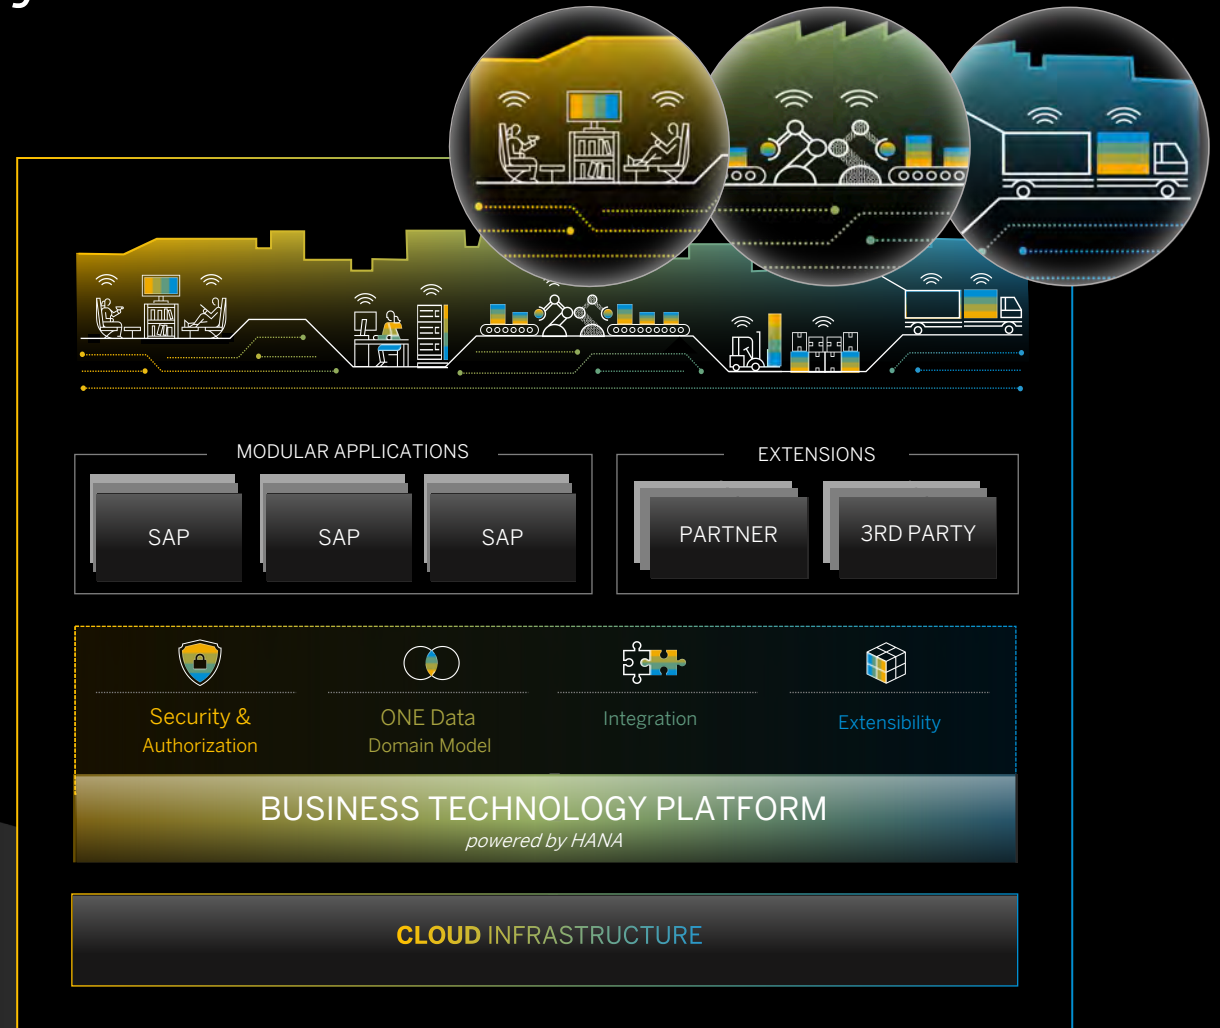 MODULAR APPLICATIONS
EXTENSIONS
SAP
SAP
SAP
PARTNER
3RD PARTY
Security &
Authorization
ONE Data
Domain Model
Integration
Extensibility
BUSINESS TECHNOLOGY PLATFORM
powered by HANA
CLOUD INFRASTRUCTURE